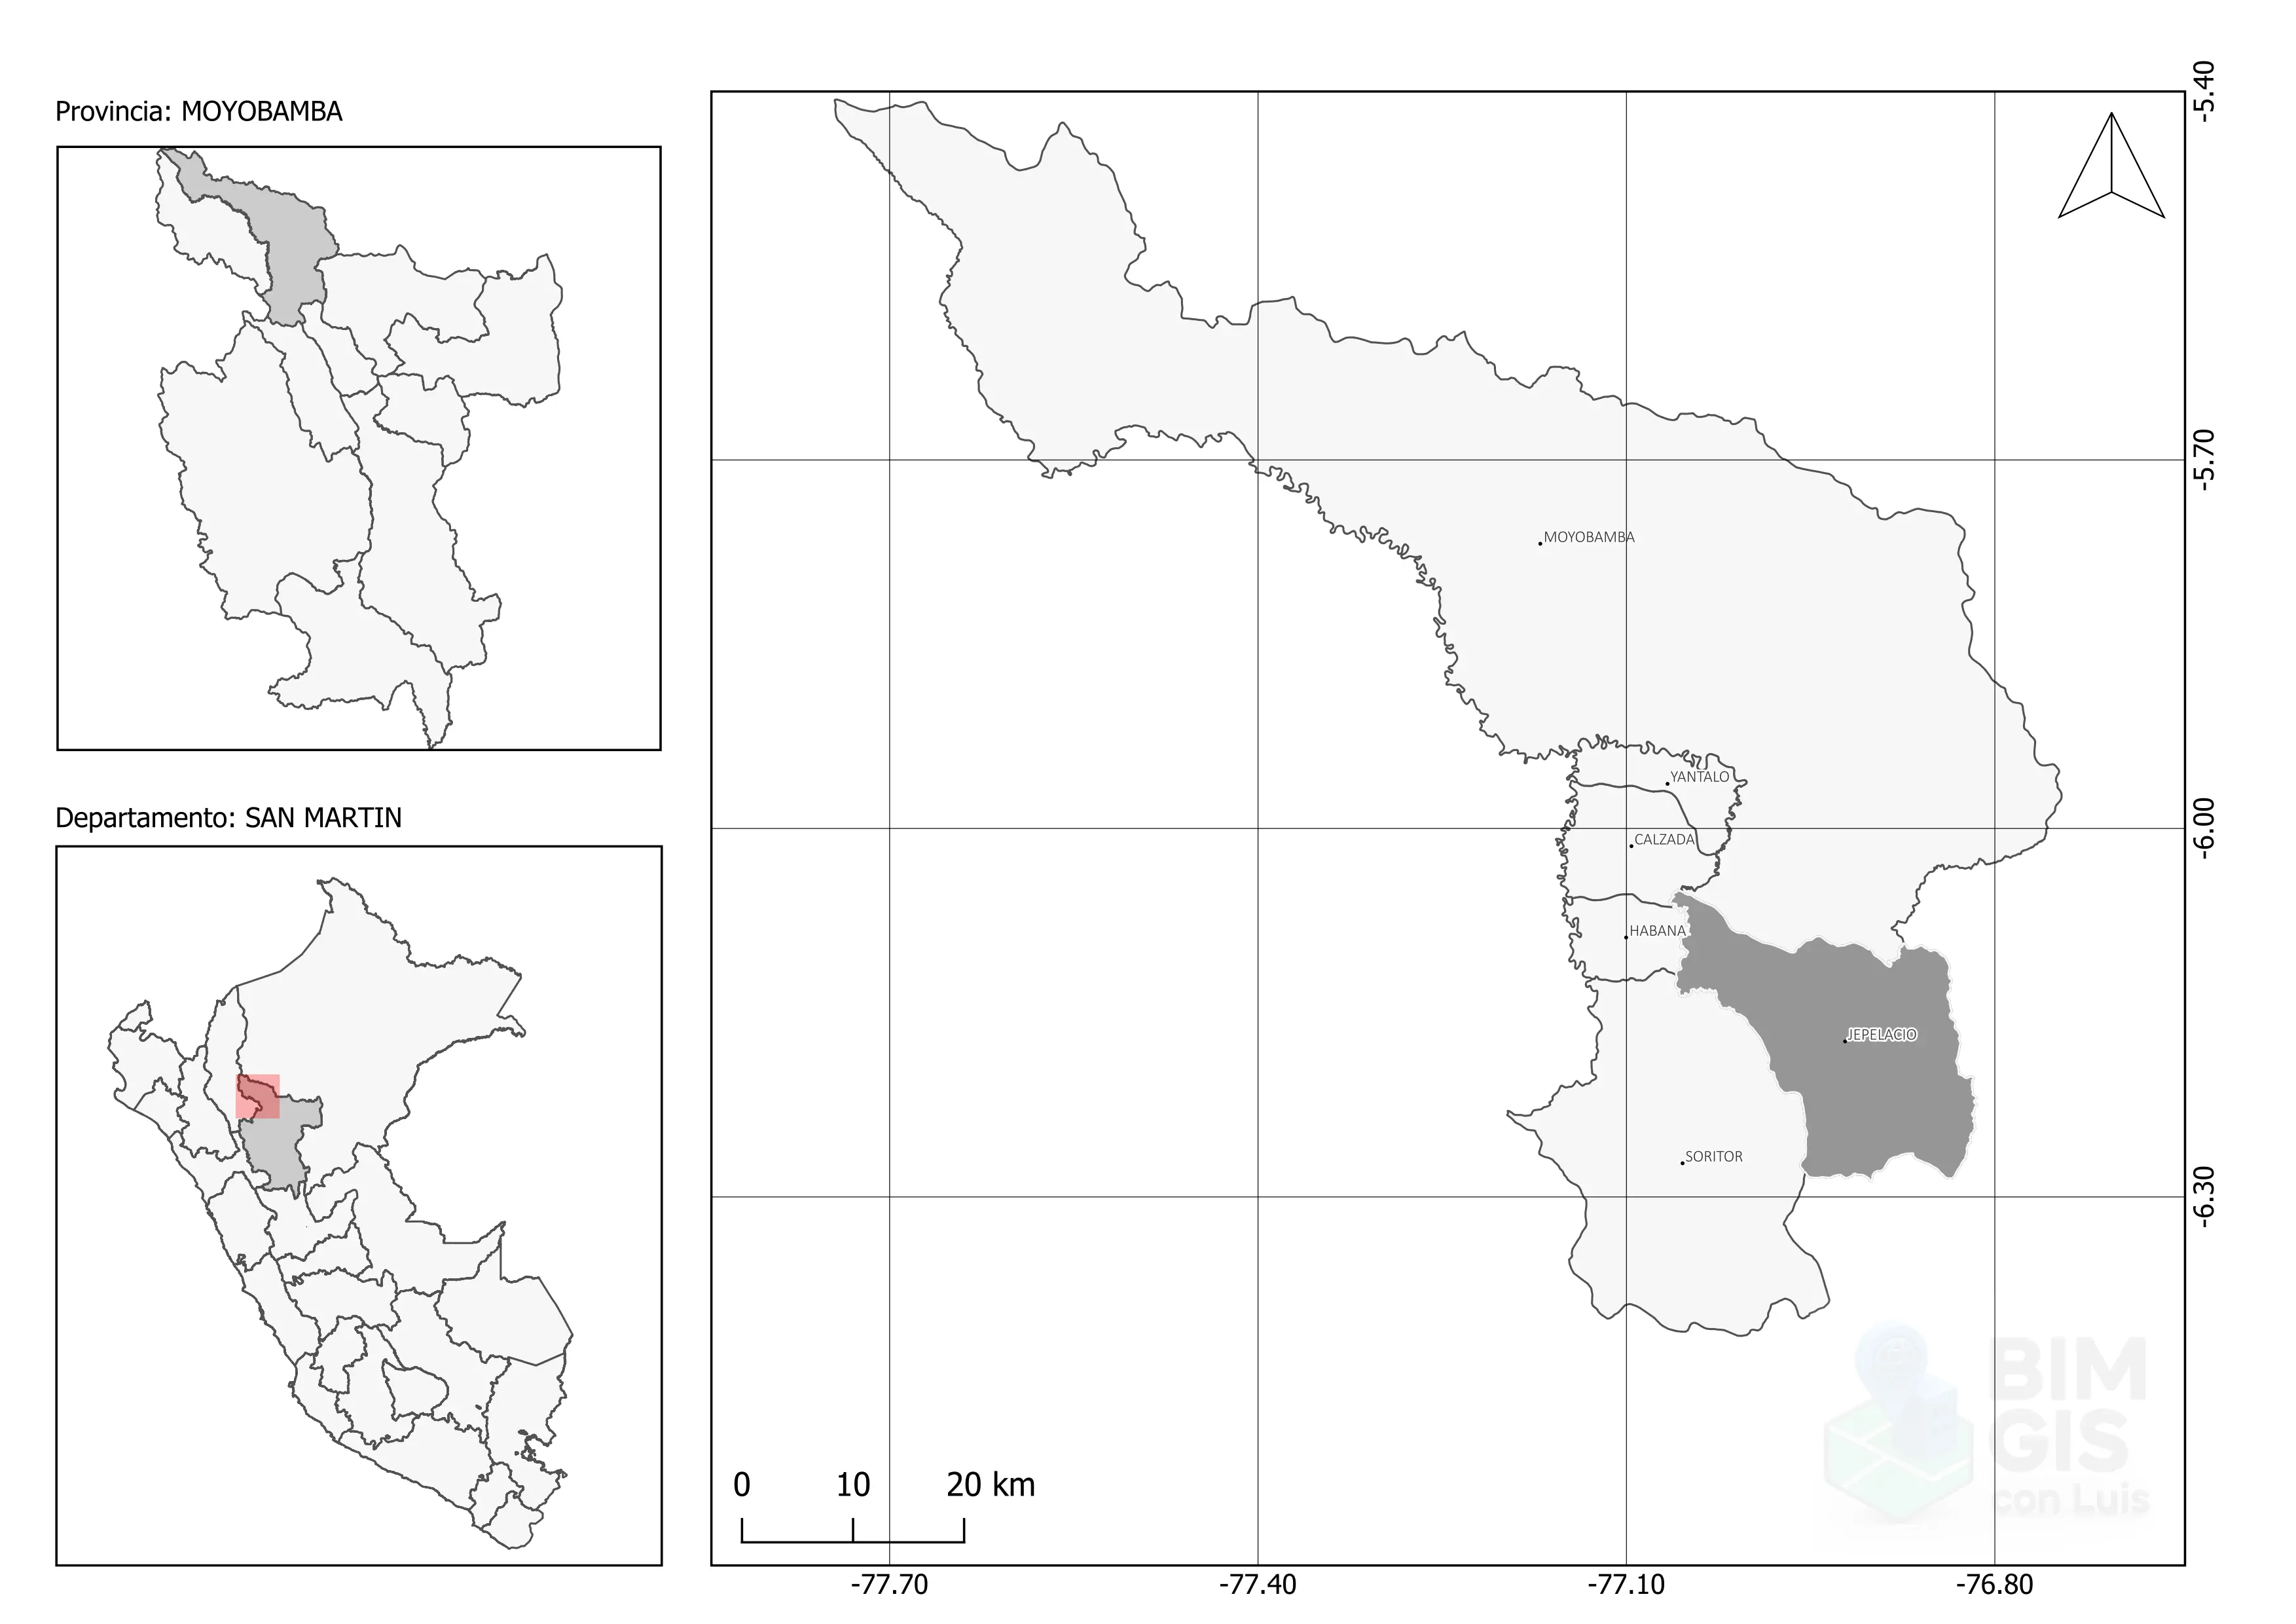 Provincia: MOYOBAMBA
Departamento: SAN MARTIN
MOYOBAMBA
YANTALO
CALZADA
HABANA
JEPELACIO
SORITOR
-5.40
-5.70
-6.00
-6.30
0 10 20 km
-77.70 -77.40 -77.10 -76.80
BIM
GIS
con Luis